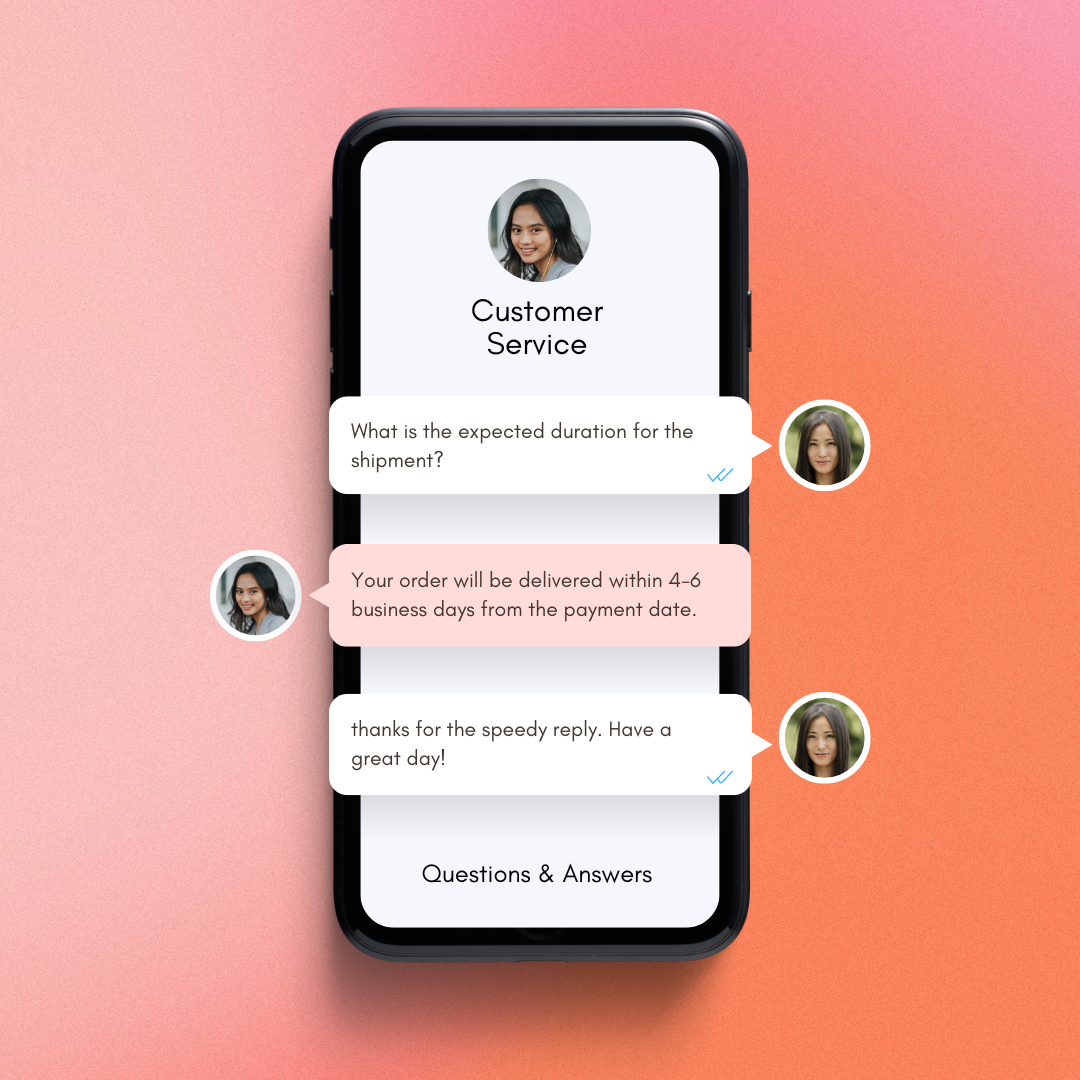 Customer
Service
What is the expected duration for the
shipment?
Your order will be delivered within 4-6
business days from the payment date.
thanks for the speedy reply. Have a
great day!
Questions & Answers